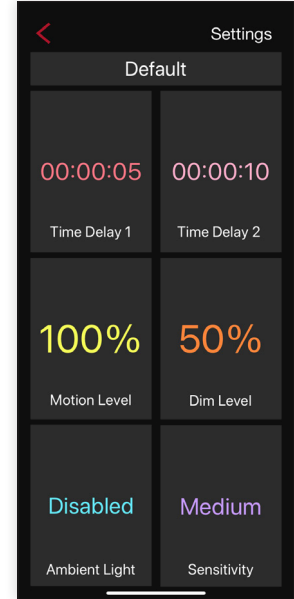 Settings
Default
00:00:05 00:00:10
Time Delay 1 Time Delay 2
100% 50%
Motion Level Dim Level
Disabled Medium
Ambient Light Sensitivity